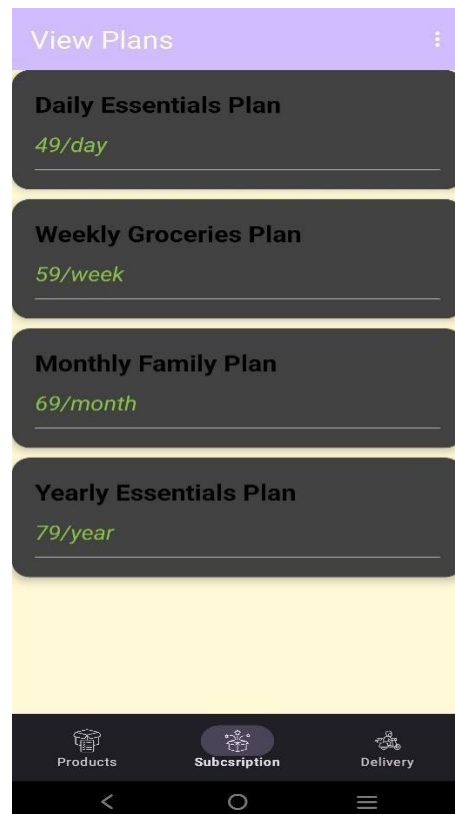 View Plans
Daily Essentials Plan
49/day
Weekly Groceries Plan
59/week
Monthly Family Plan
69/month
Yearly Essentials Plan
79/year
Products
Subcsription
Delivery